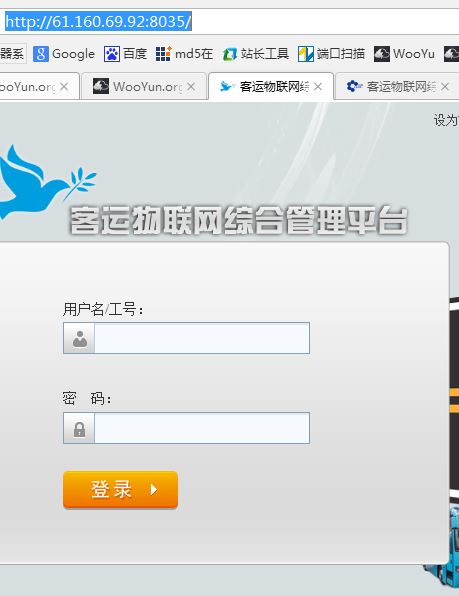 http://61.160.69.92:8035/
器系 Google 百度 md5在 站长工具 端口扫描 WooYu
ooYun.org WooYun.org 客运物联网综 客运物联网综
设为
客运物联网综合管理平台
用户名/工号：
密 码：
登录